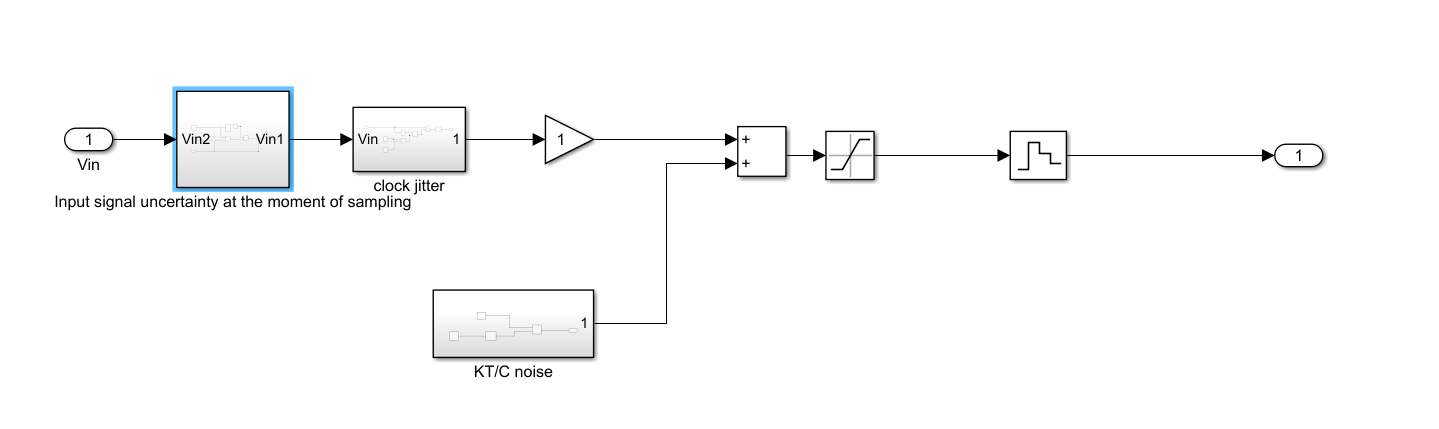 1
Vin
Vin2 Vin1
Input signal uncertainty at the moment of sampling
Vin 1
clock jitter
1
+
+
1
1
KT/C noise